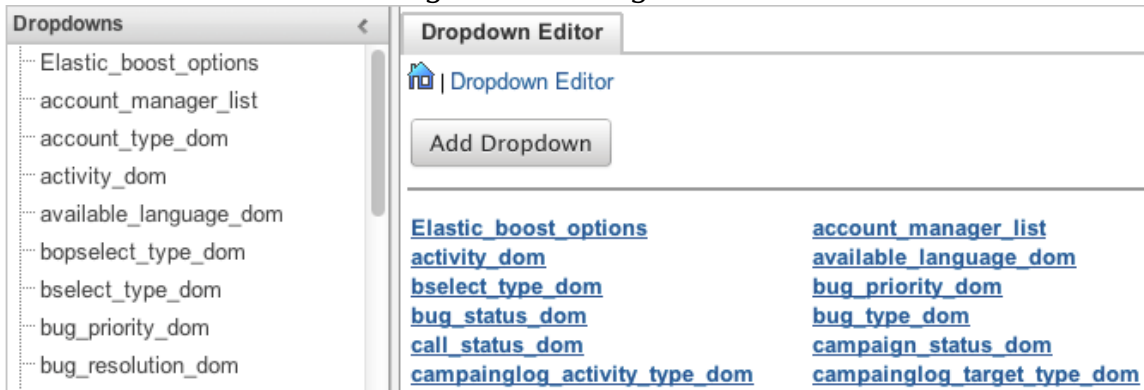 Dropdowns <
Elastic_boost_options
account_manager_list
account_type_dom
activity_dom
available_language_dom
bopselect_type_dom
bselect_type_dom
bug_priority_dom
bug_resolution_dom
Dropdown Editor
| Dropdown Editor
Add Dropdown
Elastic_boost_options account_manager_list
activity_dom available_language_dom
bselect_type_dom bug_priority_dom
bug_status_dom bug_type_dom
call_status_dom campaign_status_dom
campainglog_activity_type_dom campainglog_target_type_dom